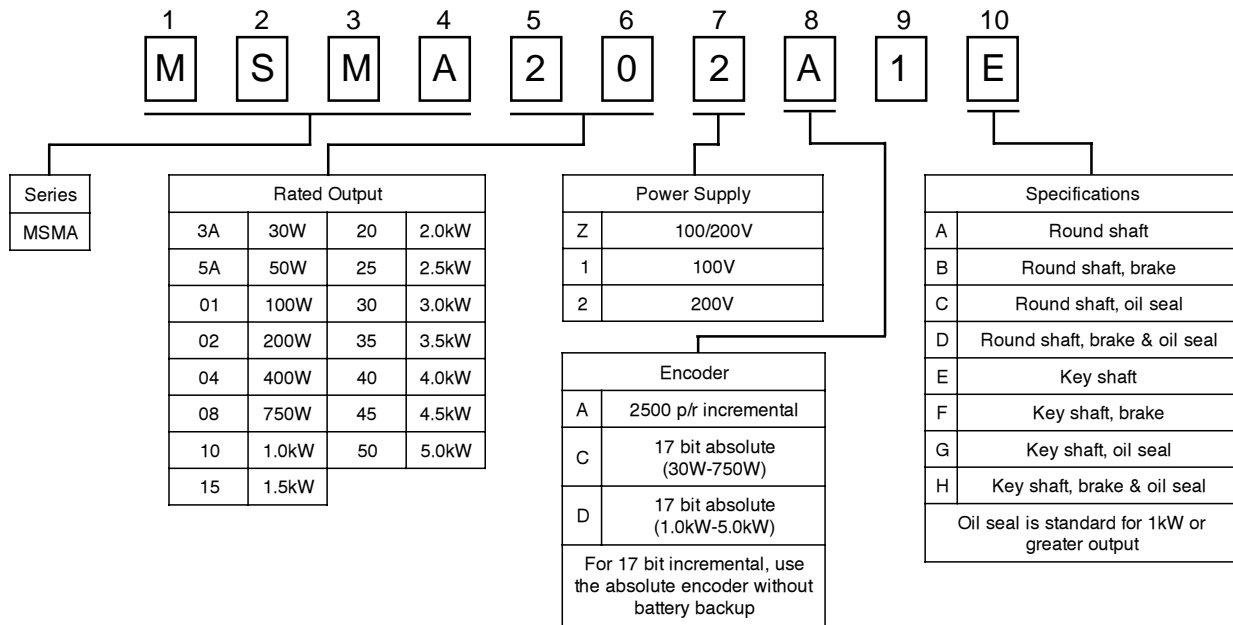 1 2 3 4 5 6 7 8 9 10
M S M A 2 0 2 A 1 E
Series
MSMA
Rated Output
3A 30W 20 2.0kW
5A 50W 25 2.5kW
01 100W 30 3.0kW
02 200W 35 3.5kW
04 400W 40 4.0kW
08 750W 45 4.5kW
10 1.0kW 50 5.0kW
15 1.5kW
Power Supply
Z 100/200V
1 100V
2 200V
Encoder
A 2500 p/r incremental
C 17 bit absolute
(30W-750W)
D 17 bit absolute
(1.0kW-5.0kW)
For 17 bit incremental, use
the absolute encoder without
battery backup
Specifications
A Round shaft
B Round shaft, brake
C Round shaft, oil seal
D Round shaft, brake & oil seal
E Key shaft
F Key shaft, brake
G Key shaft, oil seal
H Key shaft, brake & oil seal
Oil seal is standard for 1kW or
greater output